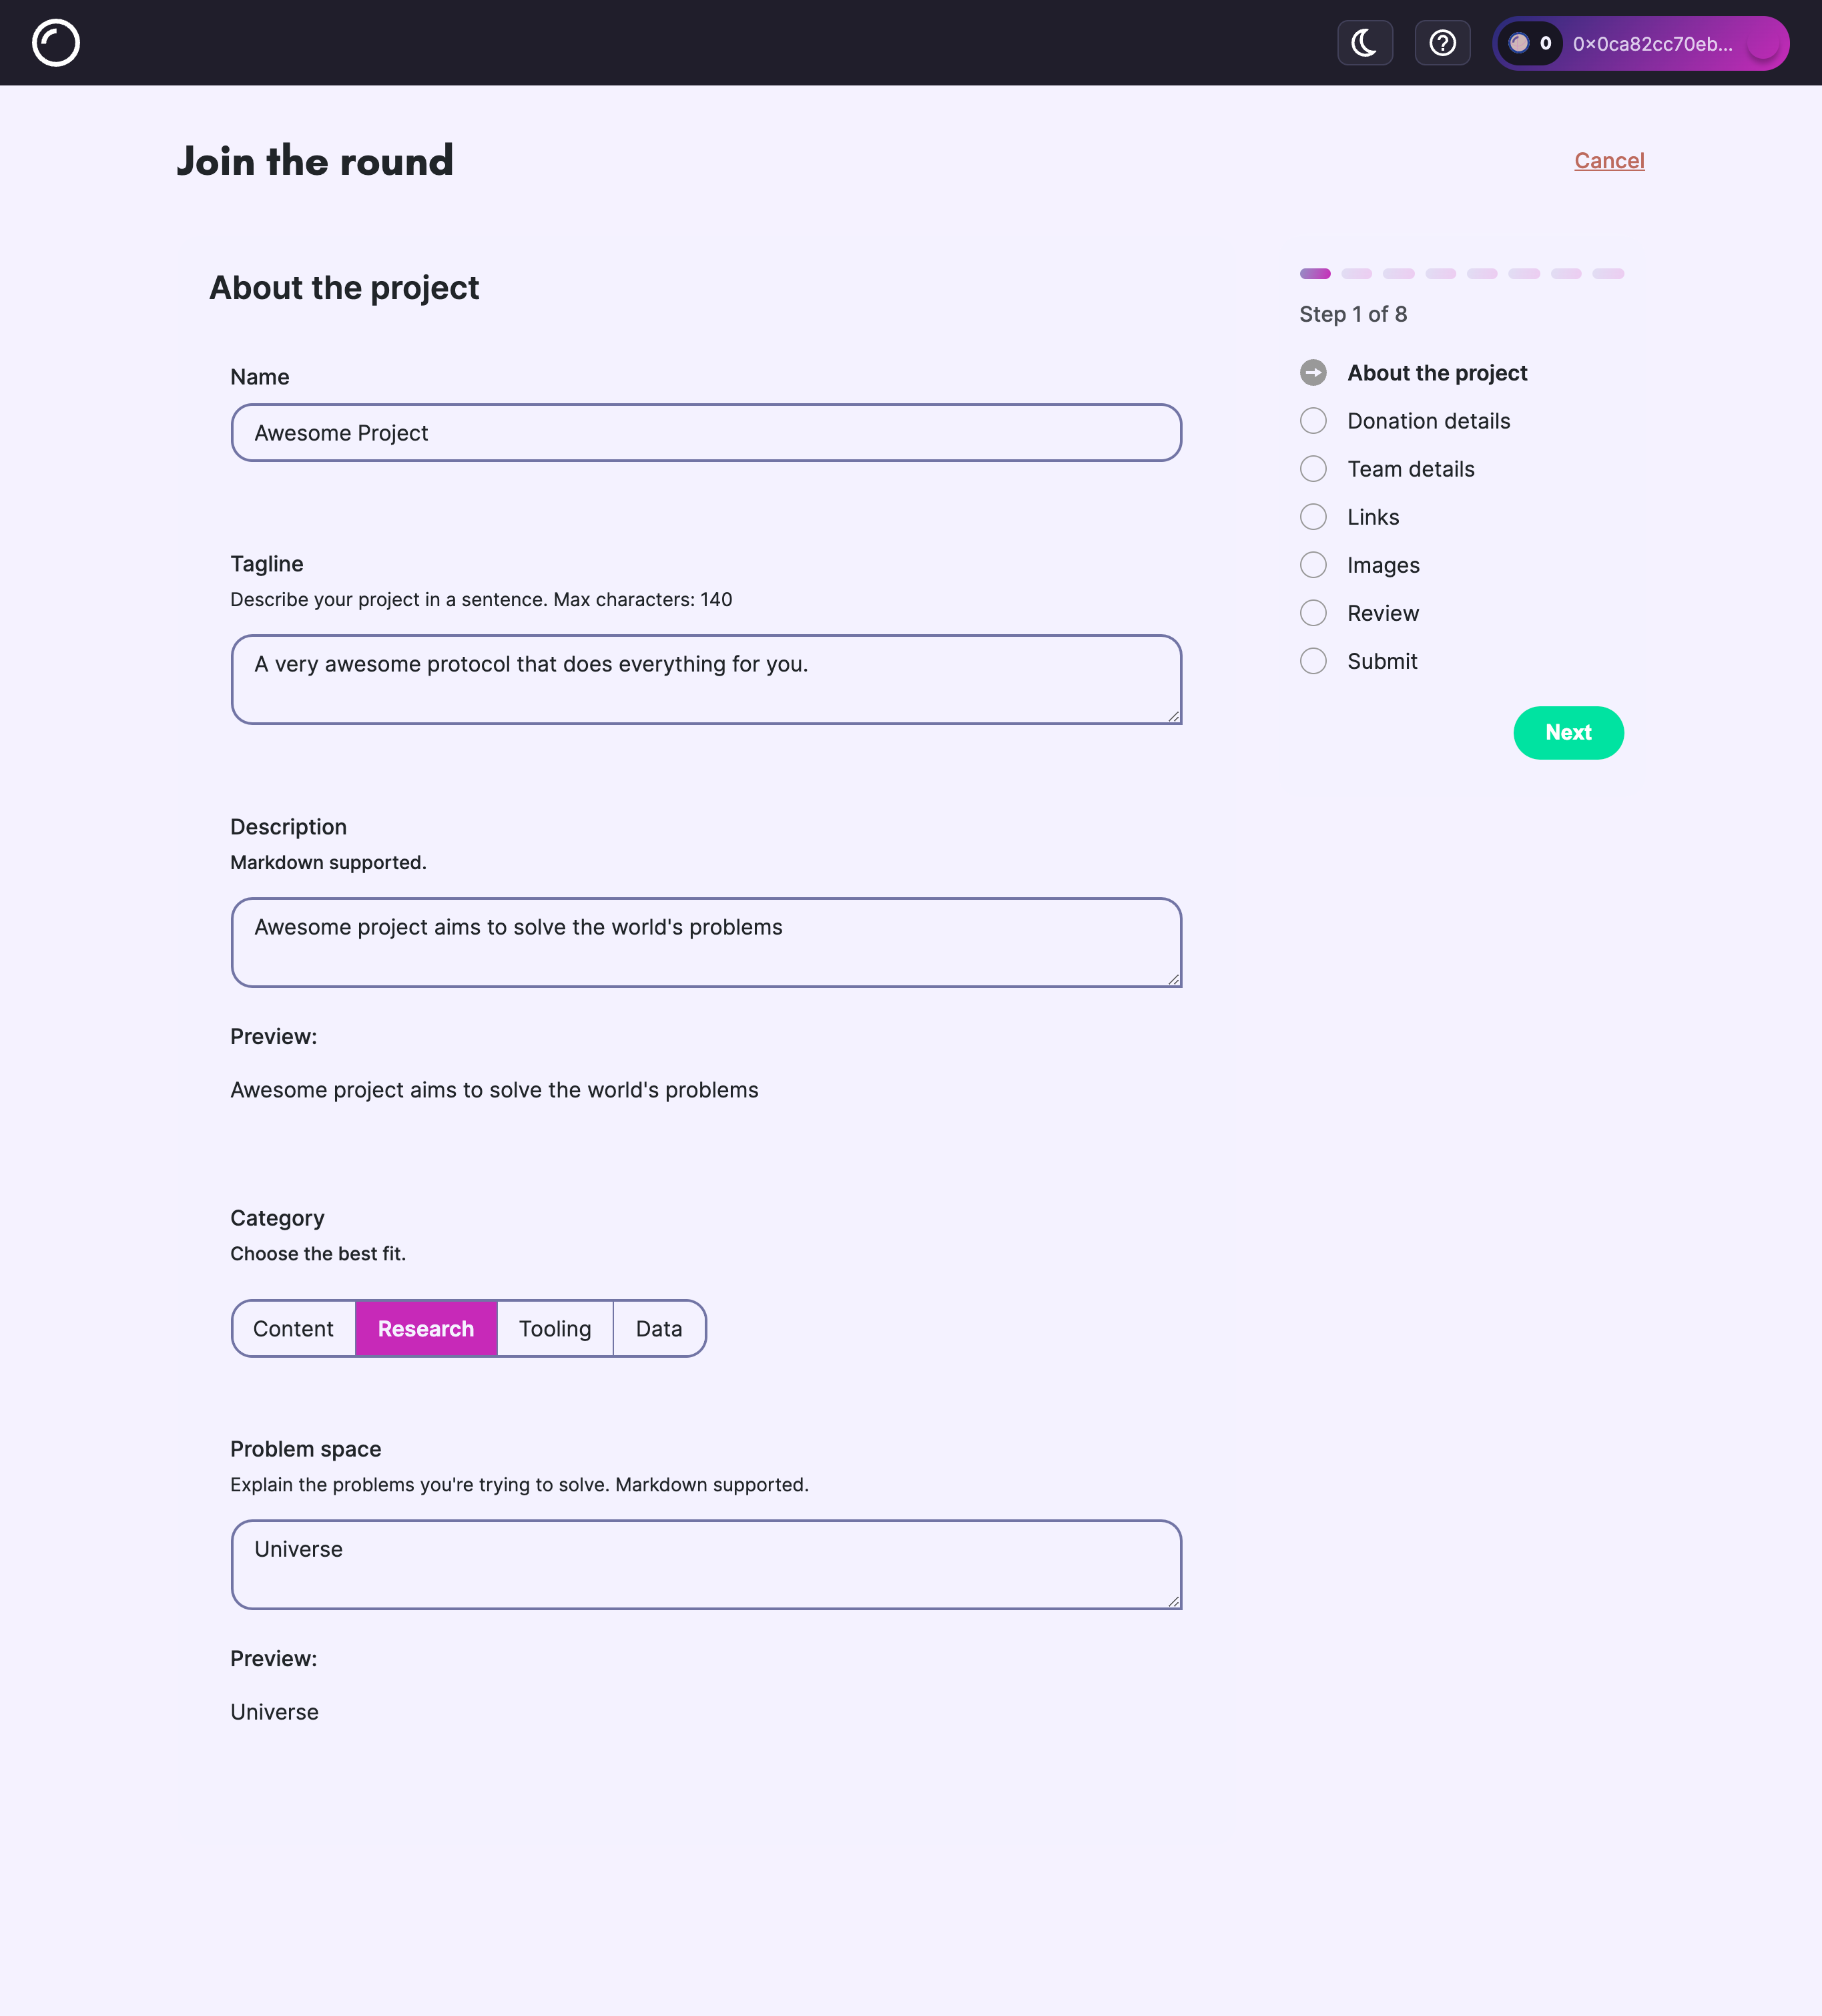 0 0x0ca82cc70eb...
Join the round
Cancel
About the project
Name
Awesome Project
Tagline
Describe your project in a sentence. Max characters: 140
A very awesome protocol that does everything for you.
Description
Markdown supported.
Awesome project aims to solve the world's problems
Preview:
Awesome project aims to solve the world's problems
Category
Choose the best fit.
Content Research Tooling Data
Problem space
Explain the problems you're trying to solve. Markdown supported.
Universe
Preview:
Universe
Step 1 of 8
About the project
Donation details
Team details
Links
Images
Review
Submit
Next